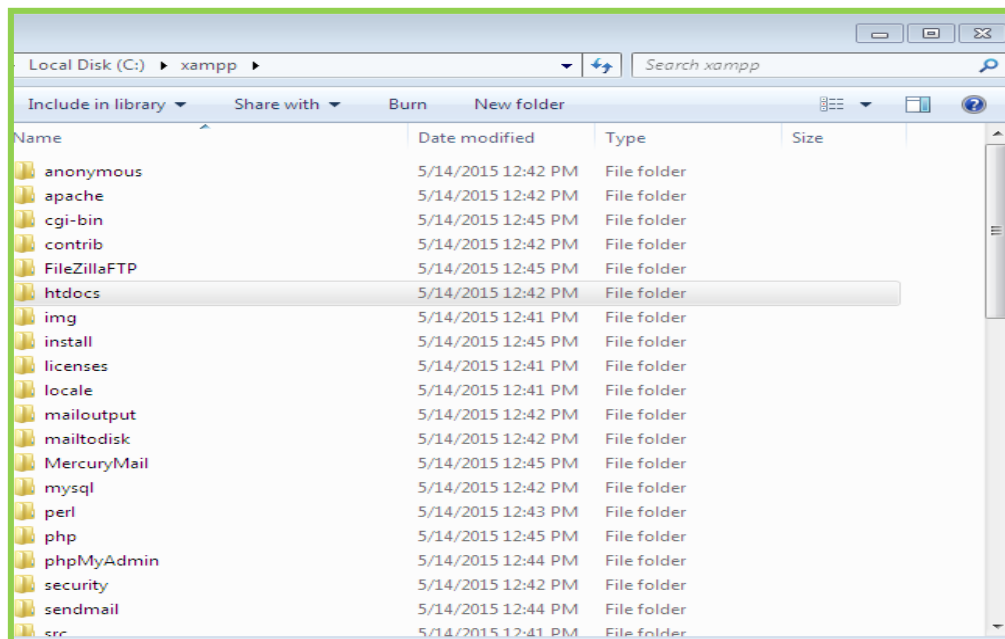 Local Disk (C:) xampp Search xampp
Include in library Share with Burn New folder
Name Date modified Type Size
anonymous 5/14/2015 12:42 PM File folder
apache 5/14/2015 12:42 PM File folder
cgi-bin 5/14/2015 12:45 PM File folder
contrib 5/14/2015 12:42 PM File folder
FileZillaFTP 5/14/2015 12:45 PM File folder
htdocs 5/14/2015 12:42 PM File folder
img 5/14/2015 12:41 PM File folder
install 5/14/2015 12:45 PM File folder
licenses 5/14/2015 12:41 PM File folder
locale 5/14/2015 12:41 PM File folder
mailoutput 5/14/2015 12:42 PM File folder
mailtodisk 5/14/2015 12:42 PM File folder
MercuryMail 5/14/2015 12:45 PM File folder
mysql 5/14/2015 12:42 PM File folder
perl 5/14/2015 12:43 PM File folder
php 5/14/2015 12:45 PM File folder
phpMyAdmin 5/14/2015 12:44 PM File folder
security 5/14/2015 12:42 PM File folder
sendmail 5/14/2015 12:44 PM File folder
src 5/14/2015 12:41 PM File folder